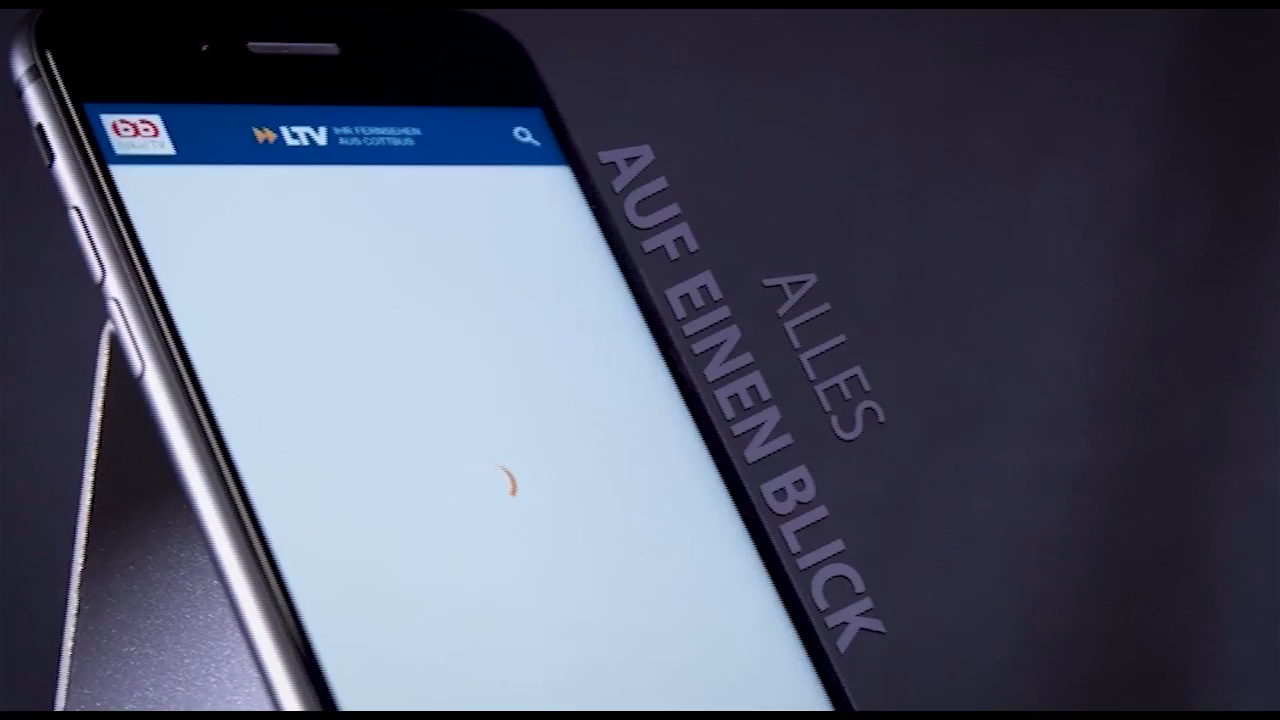 LTV
IHR FERNSEHEN
AUS COTTBUS
ALLES
AUF EINEN BLICK